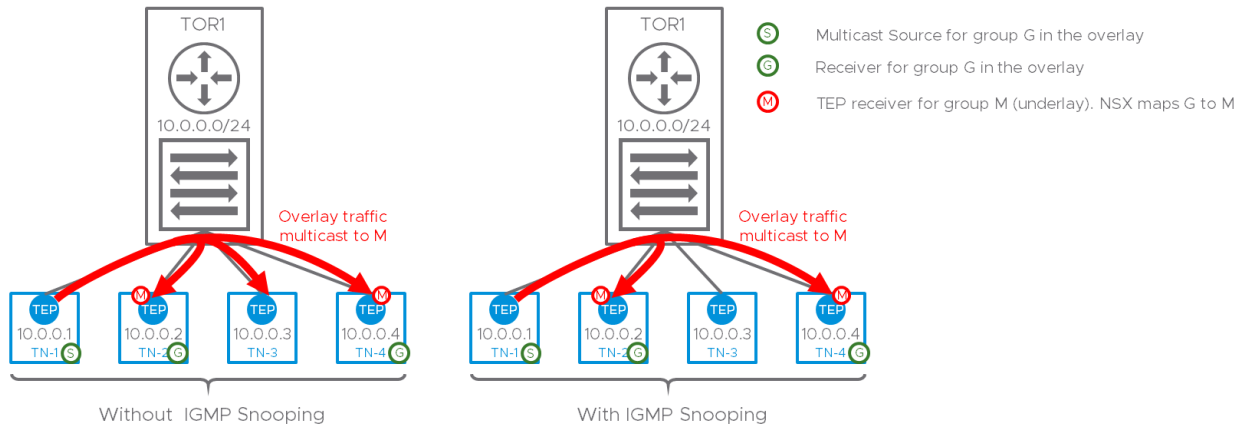 TOR1
10.0.0.0/24
Overlay traffic
multicast to M
M
M
TEP
TEP
TEP
TEP
10.0.0.1
10.0.0.2
10.0.0.3
10.0.0.4
TN-1
S
TN-2
G
TN-3
TN-4
G
Without IGMP Snooping
TOR1
10.0.0.0/24
Overlay traffic
multicast to M
M
M
TEP
TEP
TEP
TEP
10.0.0.1
10.0.0.2
10.0.0.3
10.0.0.4
TN-1
S
TN-2
G
TN-3
TN-4
G
With IGMP Snooping
S
Multicast Source for group G in the overlay
G
Receiver for group G in the overlay
M
TEP receiver for group M (underlay). NSX maps G to M